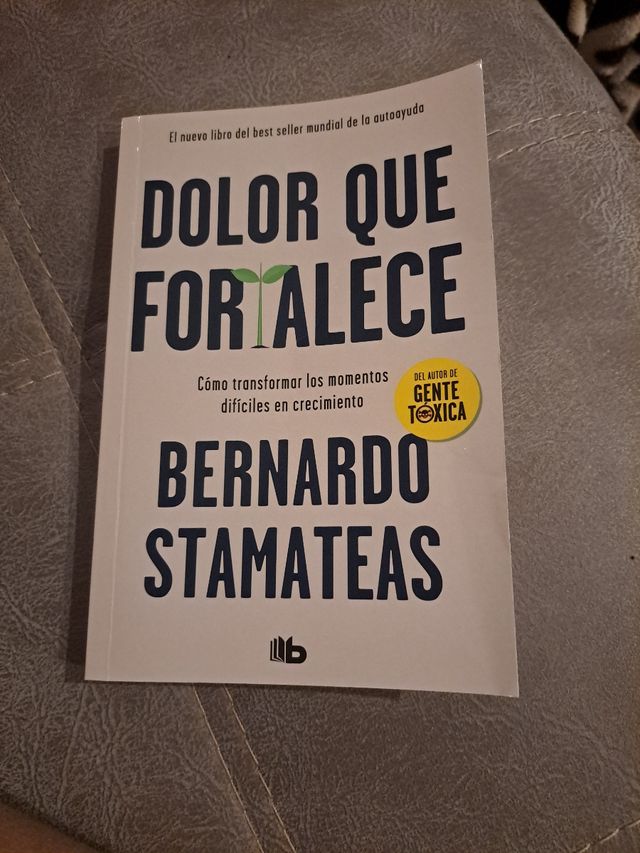 El nuevo libro del best seller mundial de la autoayuda
DOLOR QUE
FORTALECE
Cómo transformar los momentos
difíciles en crecimiento
DEL AUTOR DE
GENTE
TÓXICA
BERNARDO
STAMATEAS
b